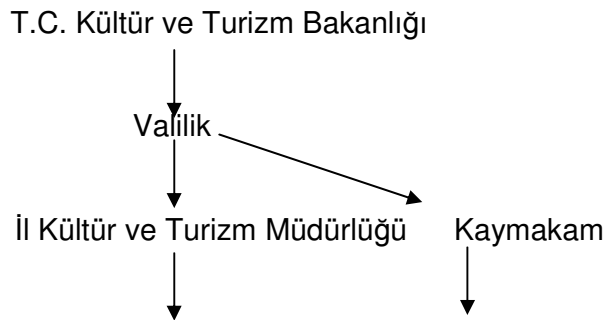 T.C. Kültür ve Turizm Bakanlığı
Valilik
İl Kültür ve Turizm Müdürlüğü Kaymakam